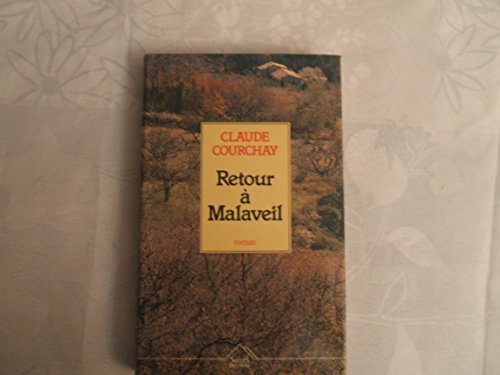 CLAUDE
COURCHAY
Retour
à
Malaveil
roman